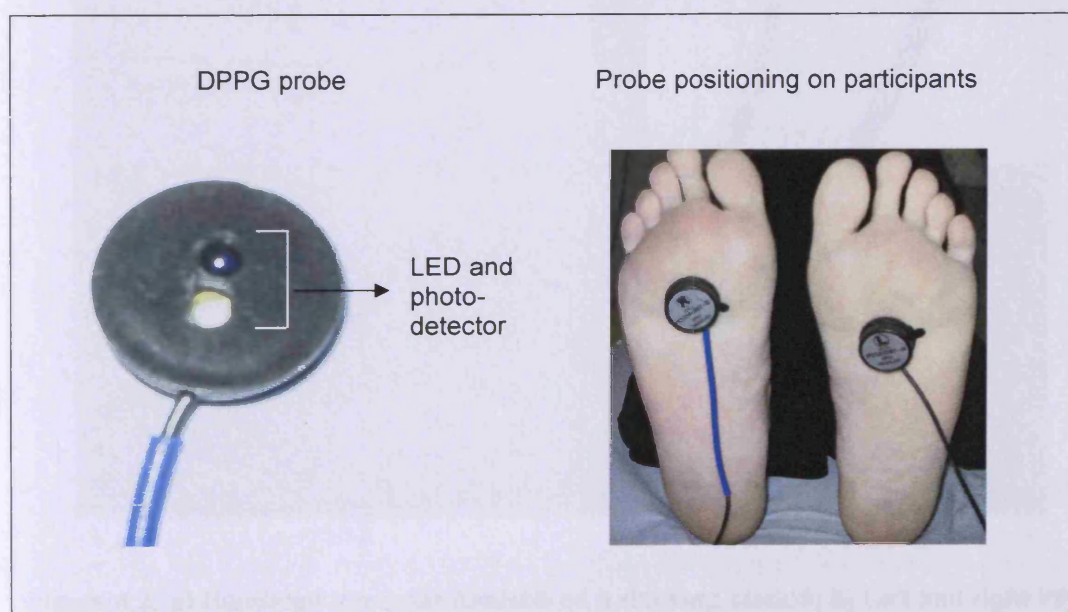 DPPG probe
Probe positioning on participants
LED and
photo-
detector
R
L